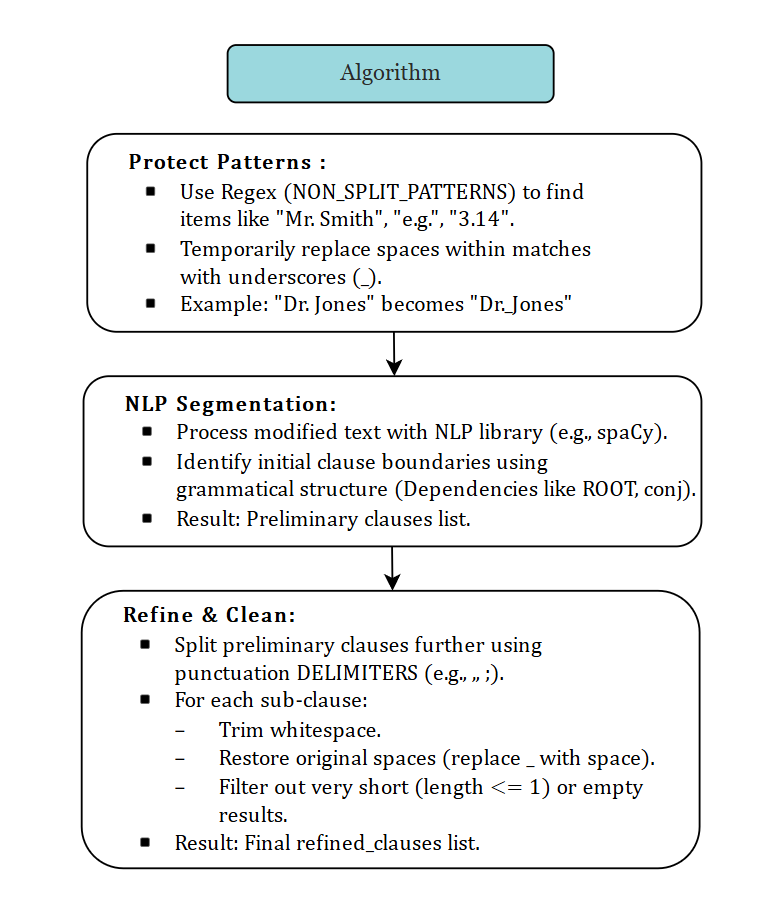 Algorithm
Protect Patterns :
▪ Use Regex (NON_SPLIT_PATTERNS) to find
items like "Mr. Smith", "e.g.", "3.14".
▪ Temporarily replace spaces within matches
with underscores (_).
▪ Example: "Dr. Jones" becomes "Dr._Jones"
NLP Segmentation:
▪ Process modified text with NLP library (e.g., spaCy).
▪ Identify initial clause boundaries using
grammatical structure (Dependencies like ROOT, conj).
▪ Result: Preliminary clauses list.
Refine & Clean:
▪ Split preliminary clauses further using
punctuation DELIMITERS (e.g., ,, ;).
▪ For each sub-clause:
– Trim whitespace.
– Restore original spaces (replace _ with space).
– Filter out very short (length <= 1) or empty
results.
▪ Result: Final refined_clauses list.